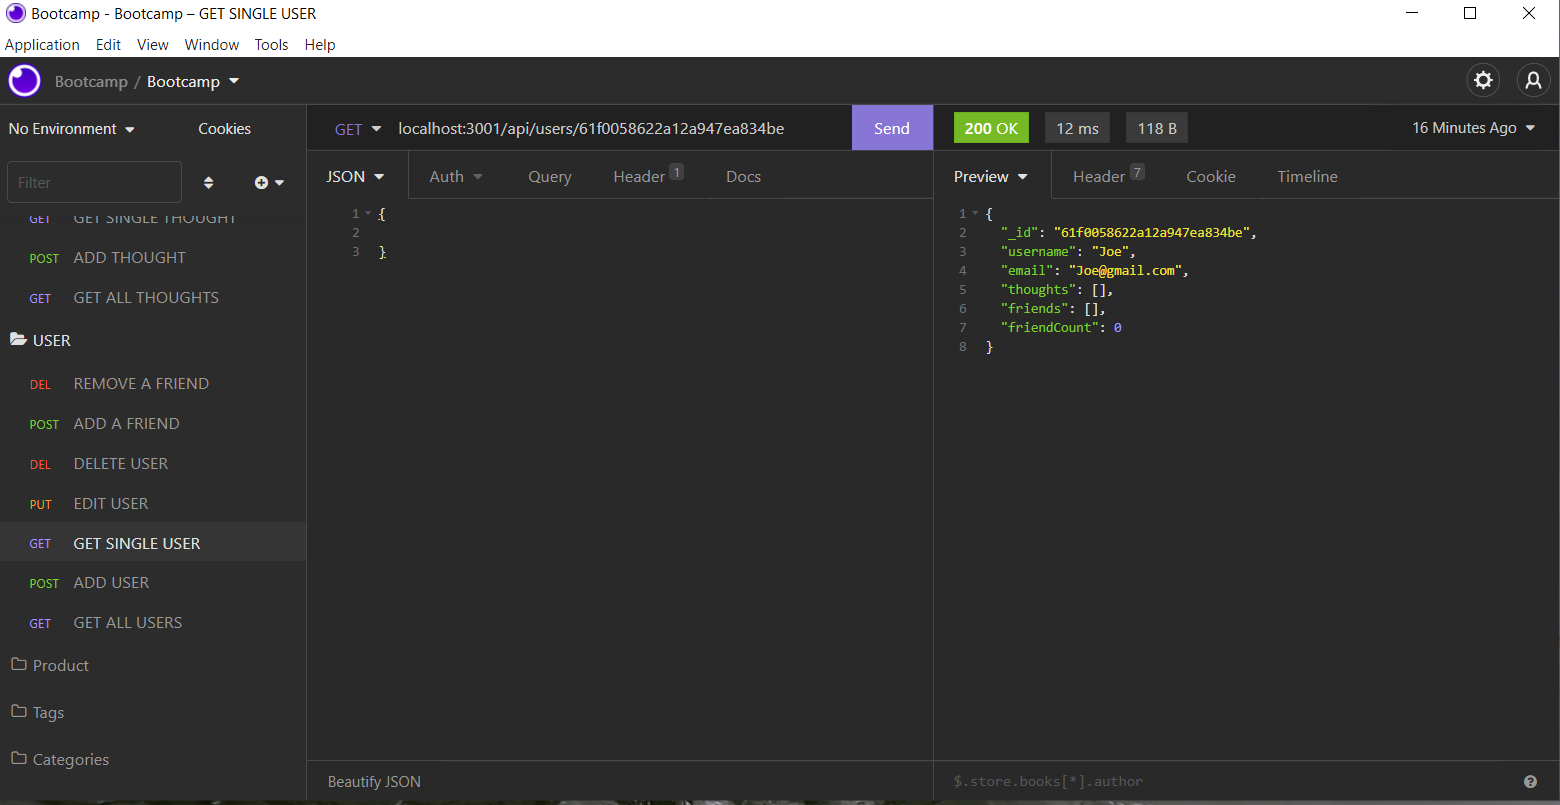 Bootcamp - Bootcamp – GET SINGLE USER
Application Edit View Window Tools Help
Bootcamp / Bootcamp
No Environment Cookies
GET localhost:3001/api/users/61f0058622a12a947ea834be Send
200 OK 12 ms 118 B 16 Minutes Ago
Filter
JSON Auth Query Header 1 Docs
Preview Header 7 Cookie Timeline
GET GET SINGLE THOUGHT
POST ADD THOUGHT
GET GET ALL THOUGHTS
USER
DEL REMOVE A FRIEND
POST ADD A FRIEND
DEL DELETE USER
PUT EDIT USER
GET GET SINGLE USER
POST ADD USER
GET GET ALL USERS
Product
Tags
Categories
1 {
2
3 }
1 {
2 "_id": "61f0058622a12a947ea834be",
3 "username": "Joe",
4 "email": "Joe@gmail.com",
5 "thoughts": [],
6 "friends": [],
7 "friendCount": 0
8 }
Beautify JSON
$.store.books[*].author